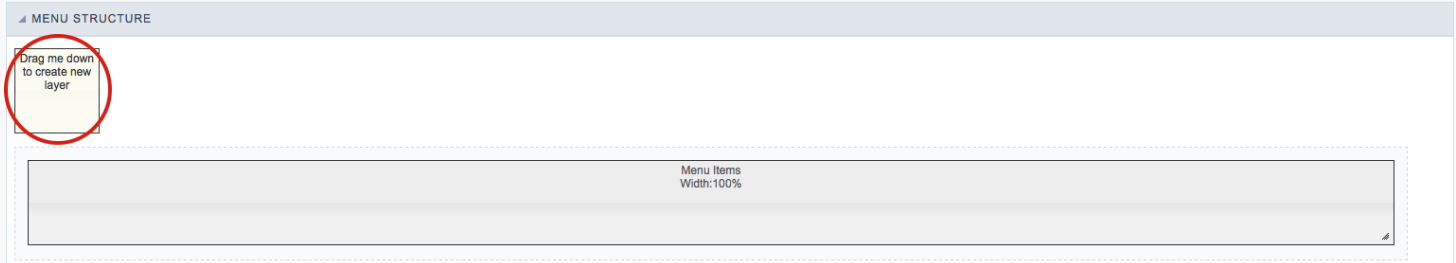 MENU STRUCTURE
Drag me down
to create new
layer
Menu Items
Width:100%